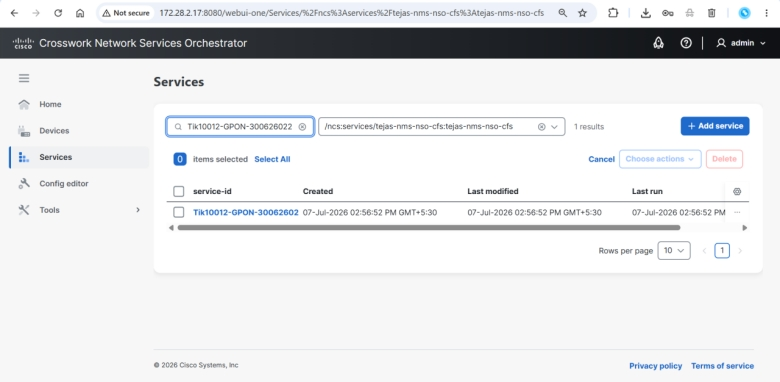 Not secure 172.28.2.17:8080/webui-one/Services/%2Fncs%3Aservices%2Ftejas-nms-nso-cfs%3Atejas-nms-nso-cfs
CISCO Crosswork Network Services Orchestrator admin
Home
Devices
Services
Config editor
Tools
Services
Tik10012-GPON-300626022 /ncs:services/tejas-nms-nso-cfs:tejas-nms-nso-cfs 1 results + Add service
0 items selected Select All Cancel Choose actions Delete
service-id Created Last modified Last run
Tik10012-GPON-30062602 07-Jul-2026 02:56:52 PM GMT+5:30 07-Jul-2026 02:56:52 PM GMT+5:30 07-Jul-2026 02:56:52 PM
Rows per page 10 1
© 2026 Cisco Systems, Inc Privacy policy Terms of service